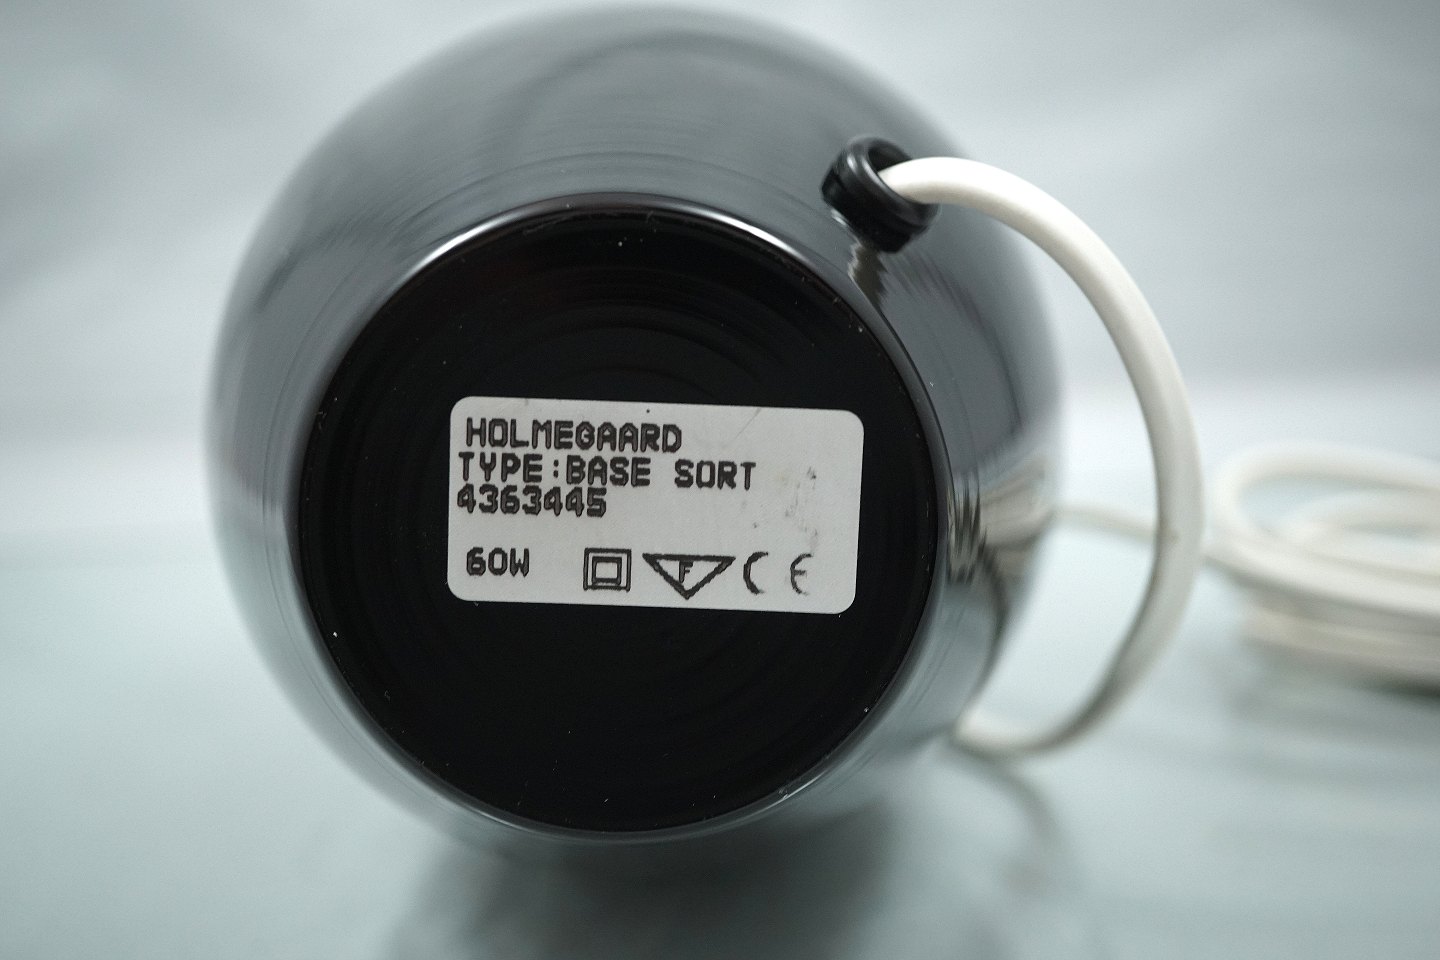 HOLMEGAARD
TYPE:BASE SORT
4363445
60W F CE